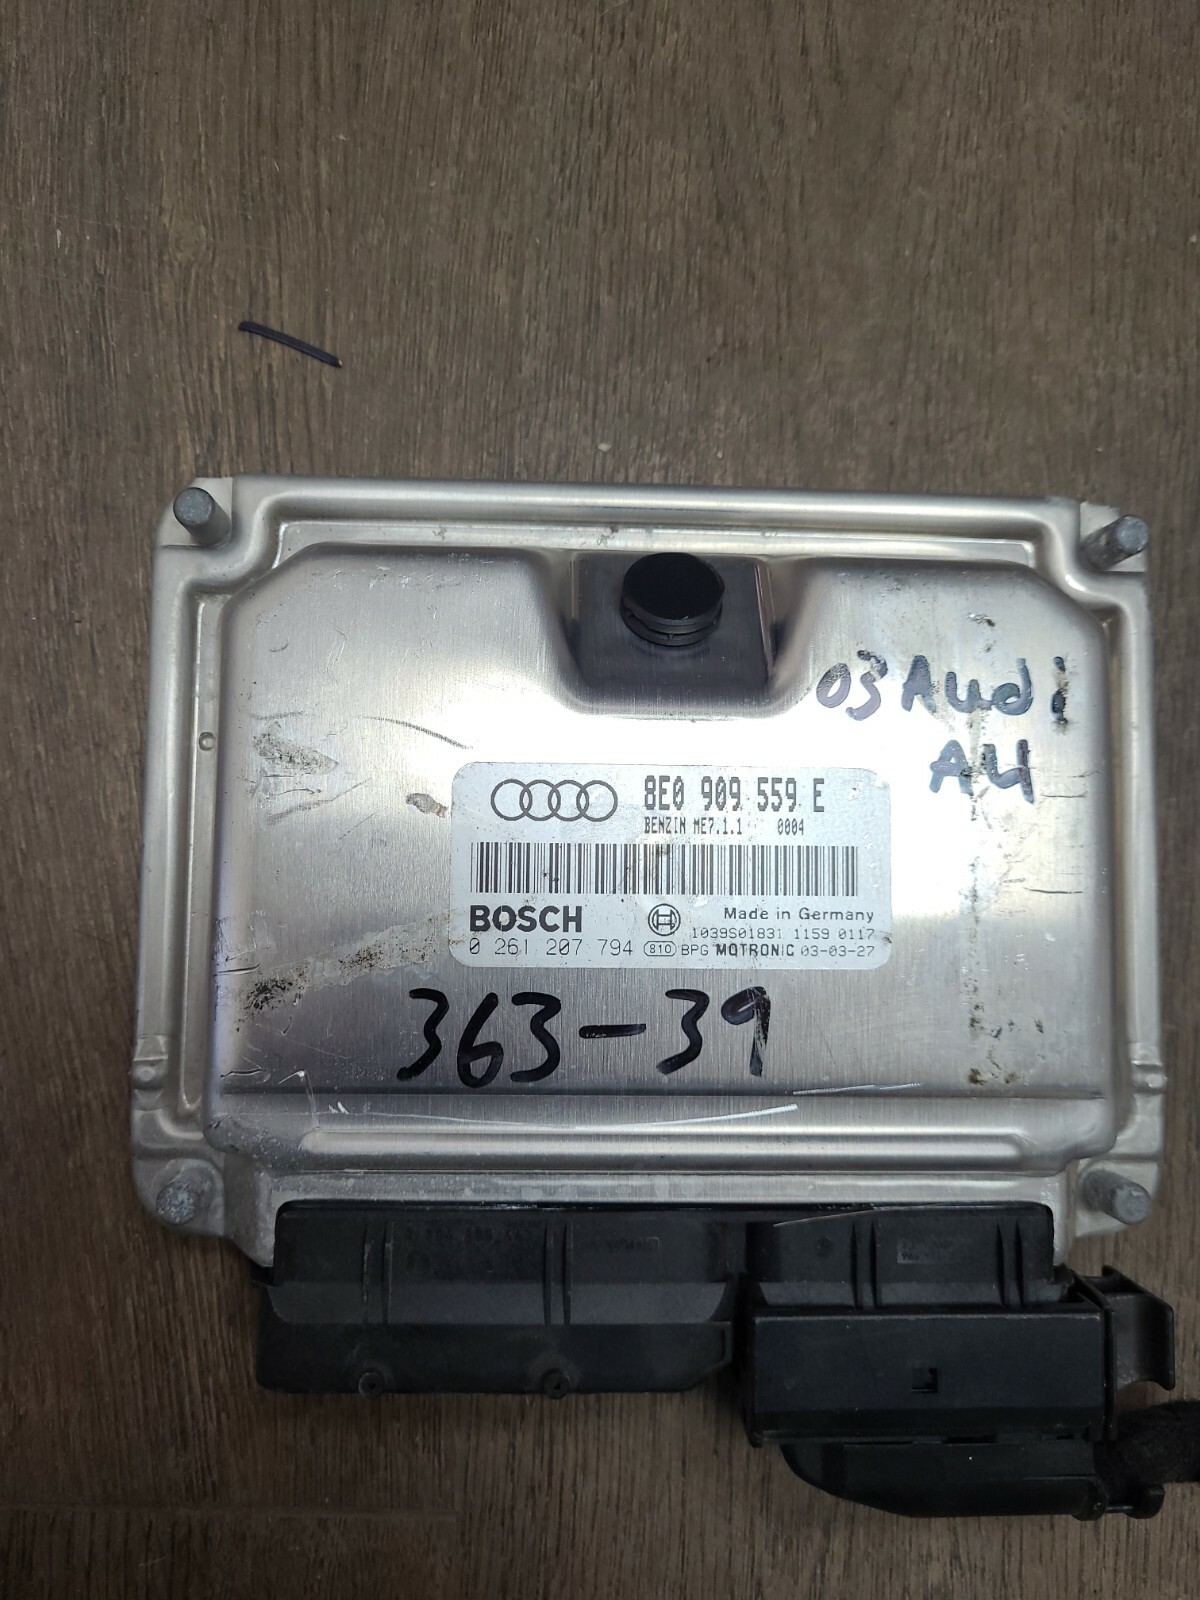 03 Audi
A4
8E0 909 559 E
BENZIN ME7.1.1 0004
BOSCH
Made in Germany
1039S01831 1159 0117
0 261 207 794 810 BPG MOTRONIC 03-03-27
363-39